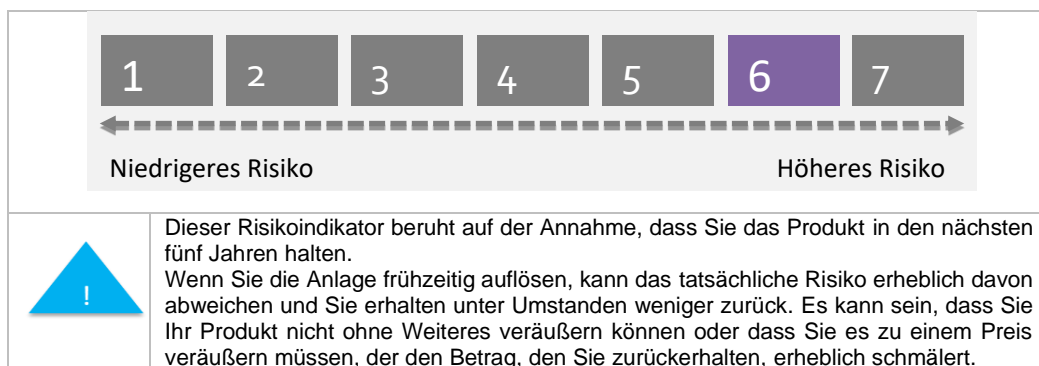 1 2 3 4 5 6 7
Niedrigeres Risiko Höheres Risiko
Dieser Risikoindikator beruht auf der Annahme, dass Sie das Produkt in den nächsten
fünf Jahren halten.
Wenn Sie die Anlage frühzeitig auflösen, kann das tatsächliche Risiko erheblich davon
! abweichen und Sie erhalten unter Umstanden weniger zurück. Es kann sein, dass Sie
Ihr Produkt nicht ohne Weiteres veräußern können oder dass Sie es zu einem Preis
veräußern müssen, der den Betrag, den Sie zurückerhalten, erheblich schmälert.